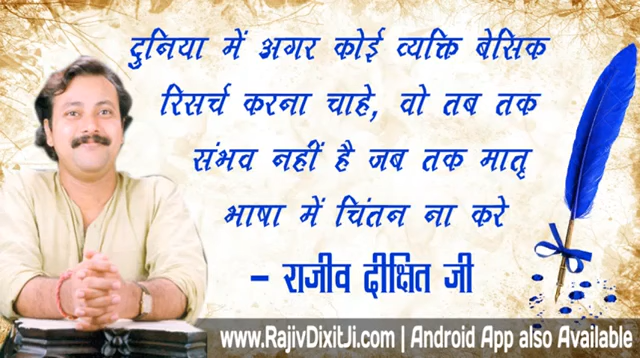 दुनिया में अगर कोई व्यक्ति बेसिक
रिसर्च करना चाहे, वो तब तक
संभव नहीं है जब तक मातृ
भाषा में चिंतन ना करे
– राजीव दीक्षित जी
www.RajivDixitJi.com | Android App also Available